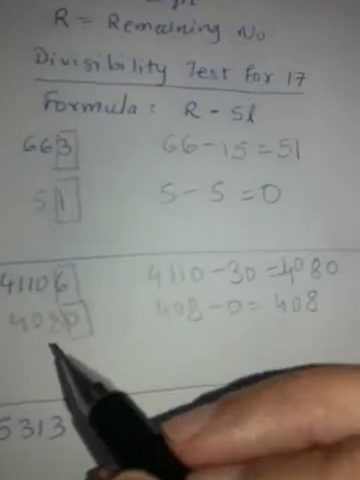 R = Remaining No
Divisibility Test for 17
Formula: R - 5l
663 66 - 15 = 51
51 5 - 5 = 0
41106 4110 - 30 = 4080
4080 408 - 0 = 408
5313